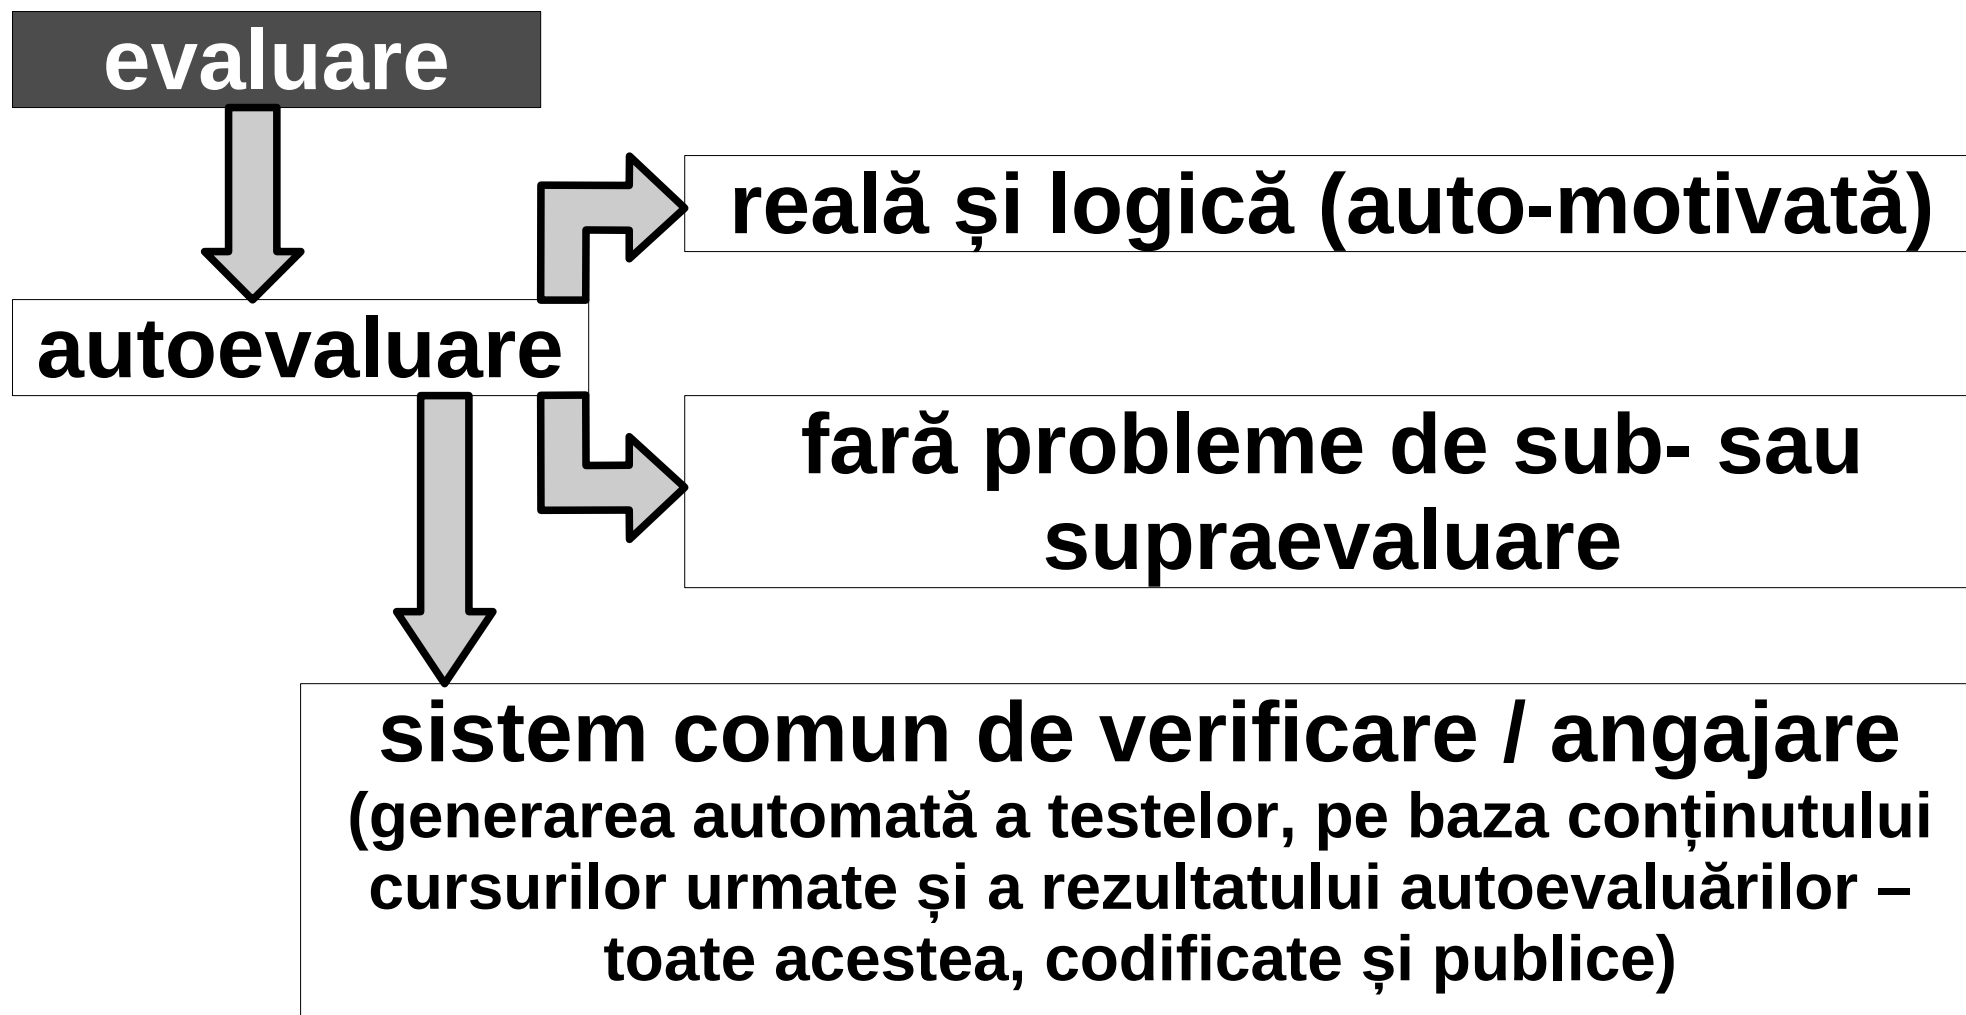 evaluare
reală și logică (auto-motivată)
autoevaluare
fară probleme de sub- sau
supraevaluare
sistem comun de verificare / angajare
(generarea automată a testelor, pe baza conținutului
cursurilor urmate și a rezultatului autoevaluărilor –
toate acestea, codificate și publice)